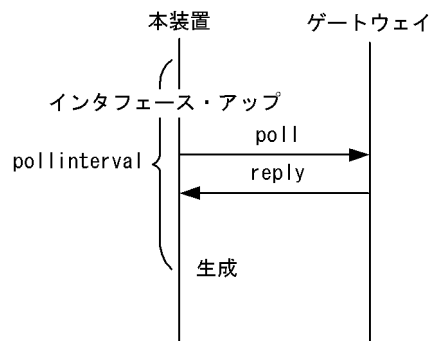 本装置
ゲートウェイ
インタフェース・アップ
poll
pollinterval
reply
生成